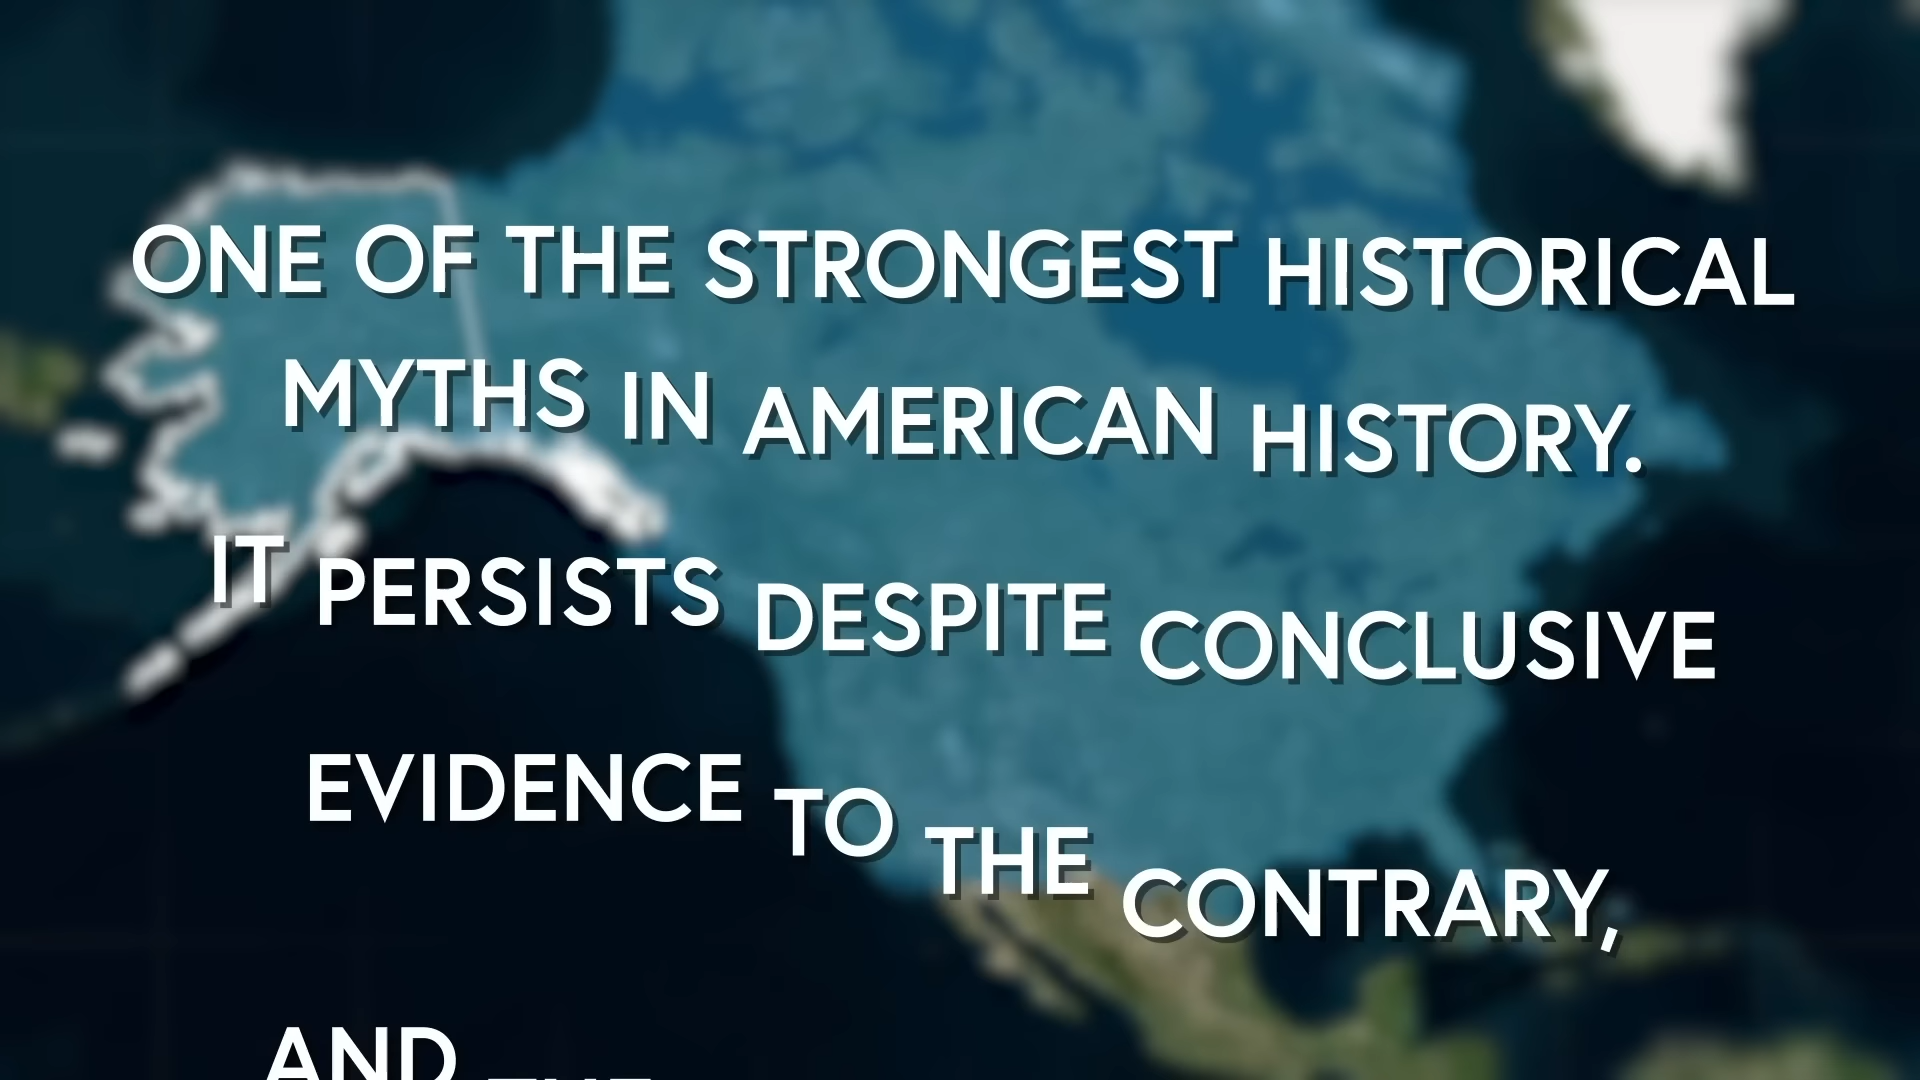 ONE OF THE STRONGEST HISTORICAL
MYTHS IN AMERICAN HISTORY.
IT PERSISTS DESPITE CONCLUSIVE
EVIDENCE TO THE CONTRARY,
AND